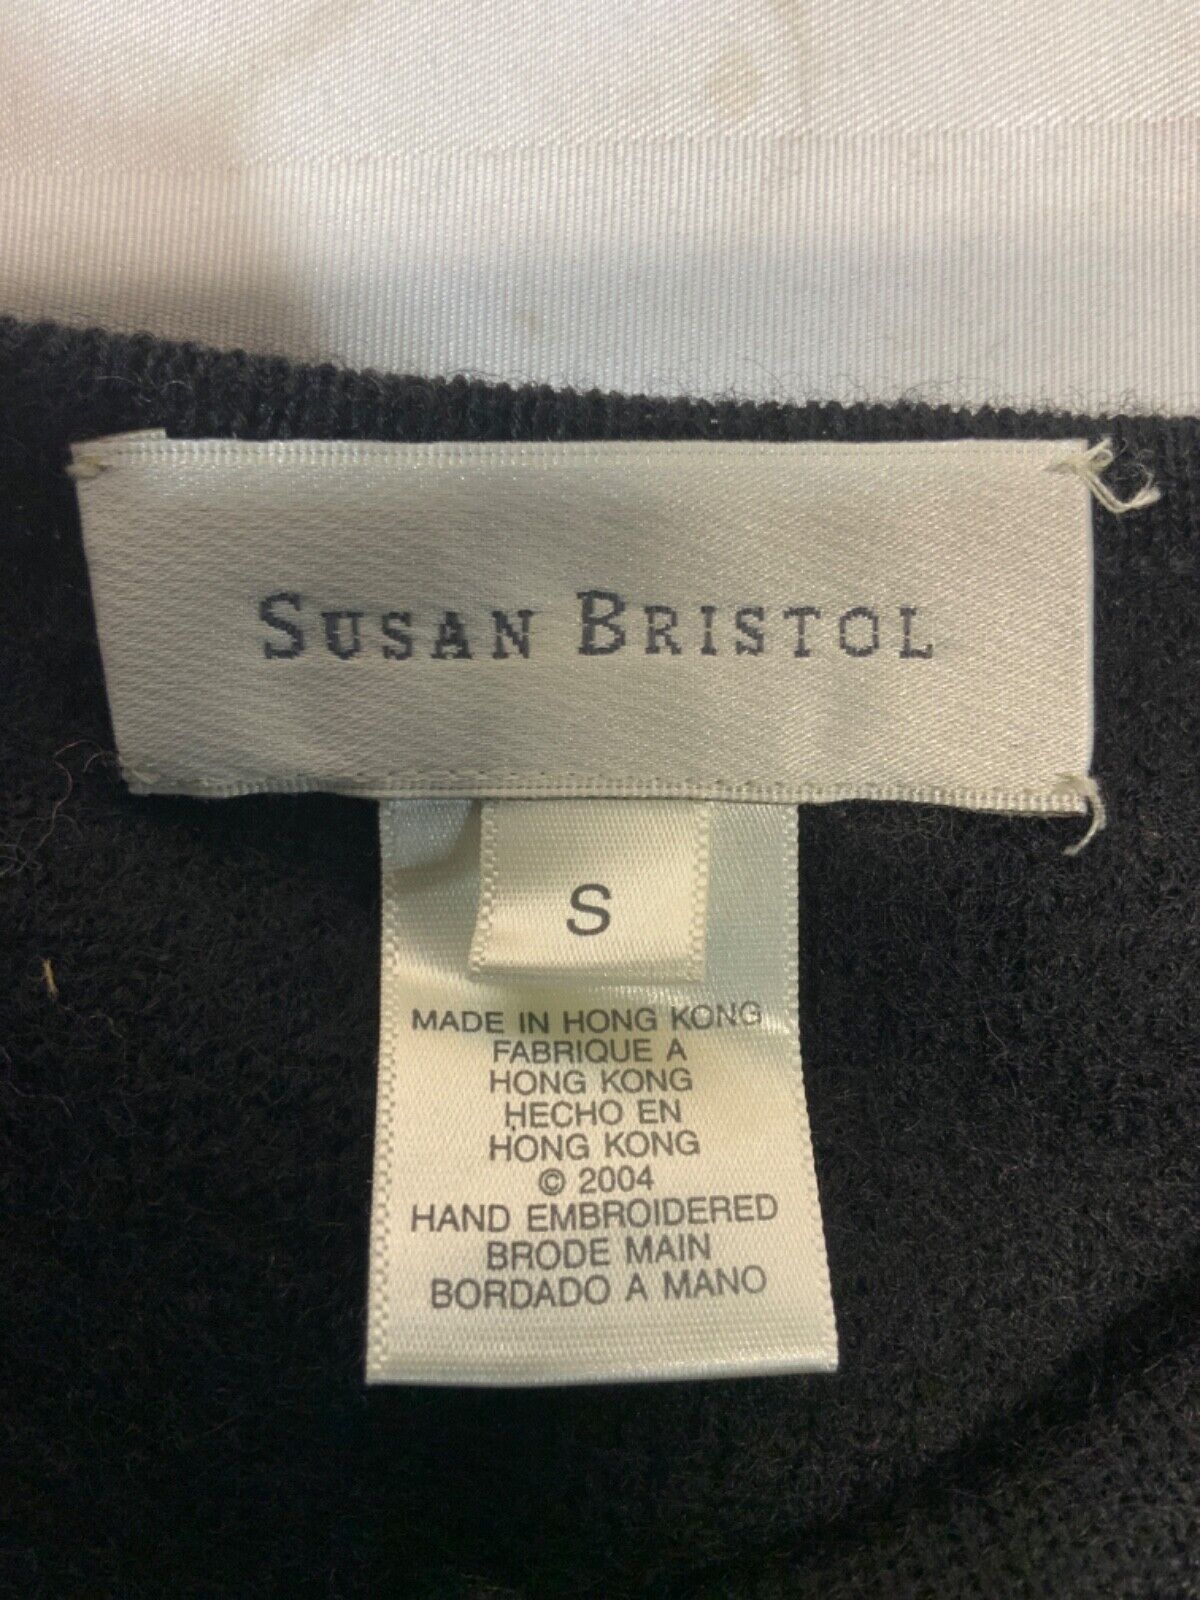 SUSAN BRISTOL
S
MADE IN HONG KONG
FABRIQUE A
HONG KONG
HECHO EN
HONG KONG
© 2004
HAND EMBROIDERED
BRODE MAIN
BORDADO A MANO